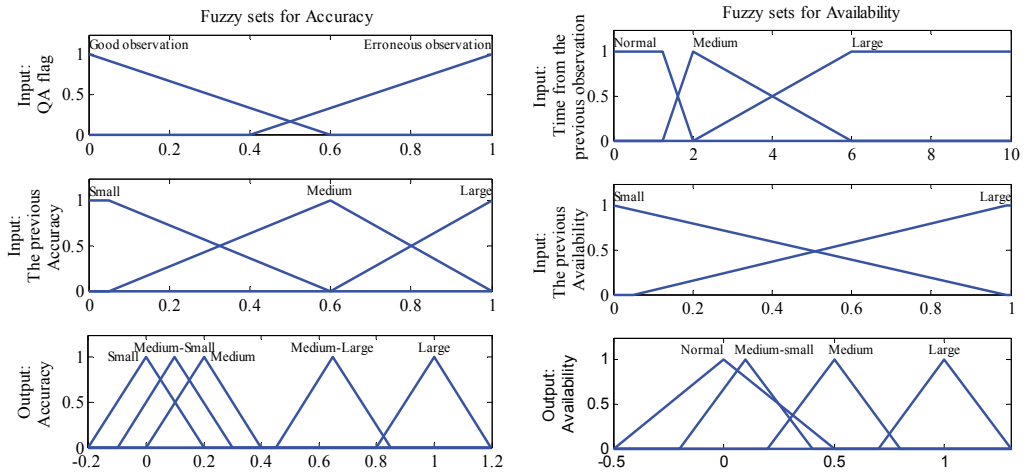 Fuzzy sets for Accuracy
Input:
QA flag
1
0.5
0
Good observation
Erroneous observation
0 0.2 0.4 0.6 0.8 1
Input:
The previous
Accuracy
1
0.5
0
Small
Medium
Large
0 0.2 0.4 0.6 0.8 1
Output:
Accuracy
1
0.5
0
Small
Medium-Small
Medium
Medium-Large
Large
-0.2 0 0.2 0.4 0.6 0.8 1 1.2
Fuzzy sets for Availability
Input:
Time from the
previous observation
1
0.5
0
Normal
Medium
Large
0 2 4 6 8 10
Input:
The previous
Availability
1
0.5
0
Small
Large
0 0.2 0.4 0.6 0.8 1
Output:
Availability
1
0.5
0
Normal
Medium-small
Medium
Large
-0.5 0 0.5 1